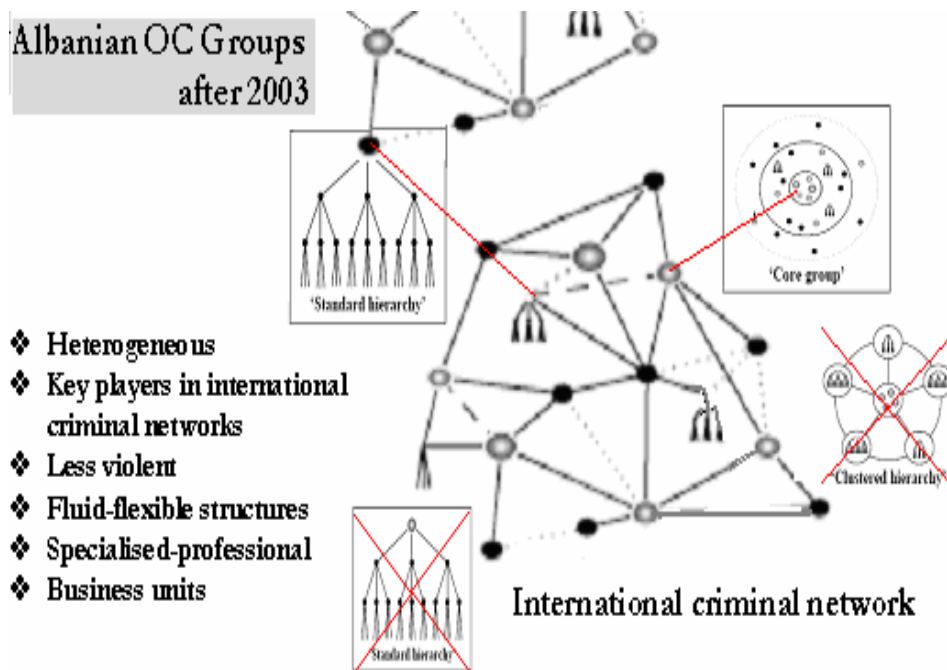 Albanian OC Groups
after 2003
'Standard hierarchy'
'Core group'
❖ Heterogeneous
❖ Key players in international
criminal networks
❖ Less violent
❖ Fluid-flexible structures
❖ Specialised-professional
❖ Business units
'Clustered hierarchy'
'Standard hierarchy'
International criminal network